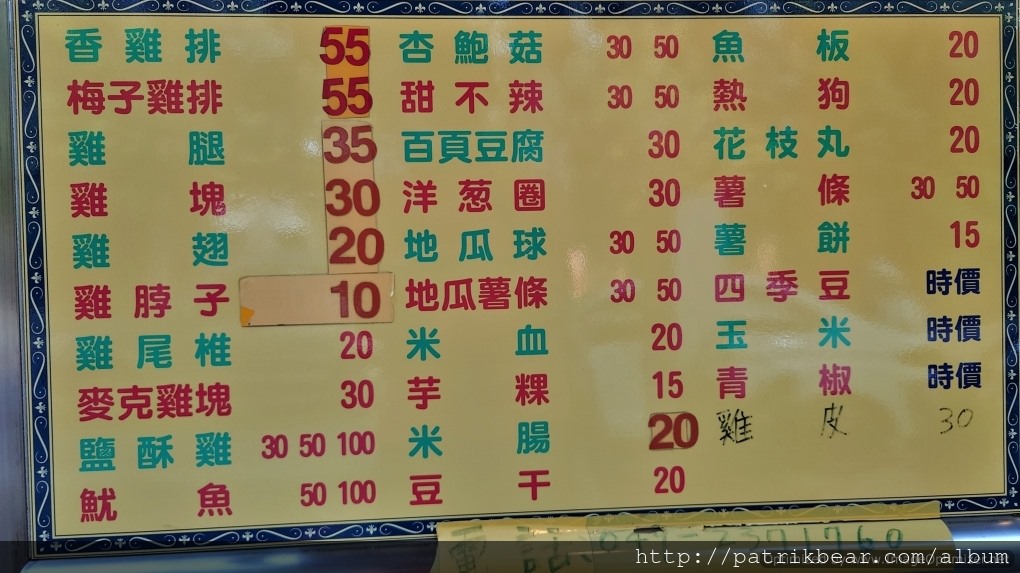 香雞排 55
梅子雞排 55
雞腿 35
雞塊 30
雞翅 20
雞脖子 10
雞尾椎 20
麥克雞塊 30
鹽酥雞 30 50 100
魷魚 50 100
杏鮑菇 30 50
甜不辣 30 50
百頁豆腐 30
洋葱圈 30
地瓜球 30 50
地瓜薯條 30 50
米血 20
芋粿 15
米腸 20
豆干 20
魚板 20
熱狗 20
花枝丸 20
薯條 30 50
薯餅 15
四季豆 時價
玉米 時價
青椒 時價
雞皮 30
電話
http://patrikbear.com/album